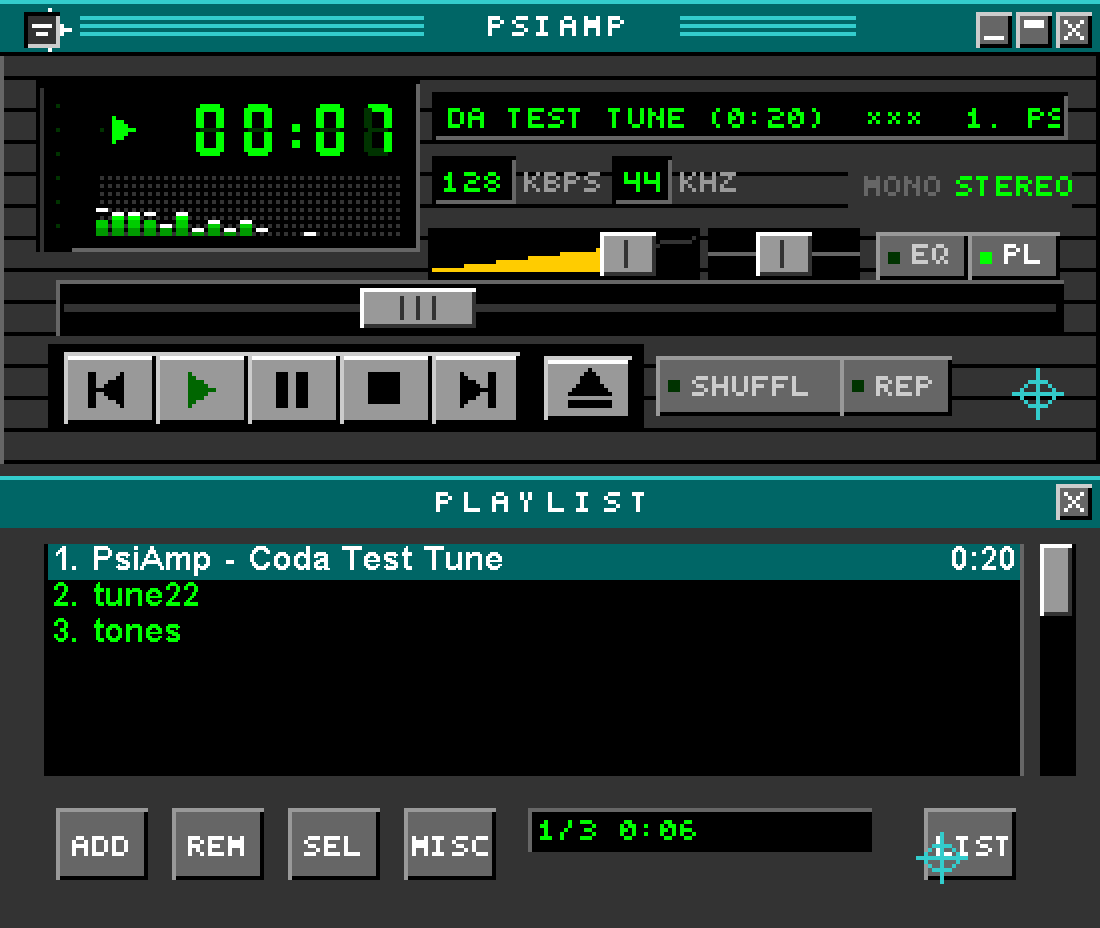 PSIAMP
00:07
DA TEST TUNE (0:20) *** 1. PS
128 KBPS 44 KHZ MONO STEREO
EQ PL
SHUFFL REP
PLAYLIST
1. PsiAmp - Coda Test Tune 0:20
2. tune22
3. tones
ADD REM SEL MISC 1/3 0:06 LIST